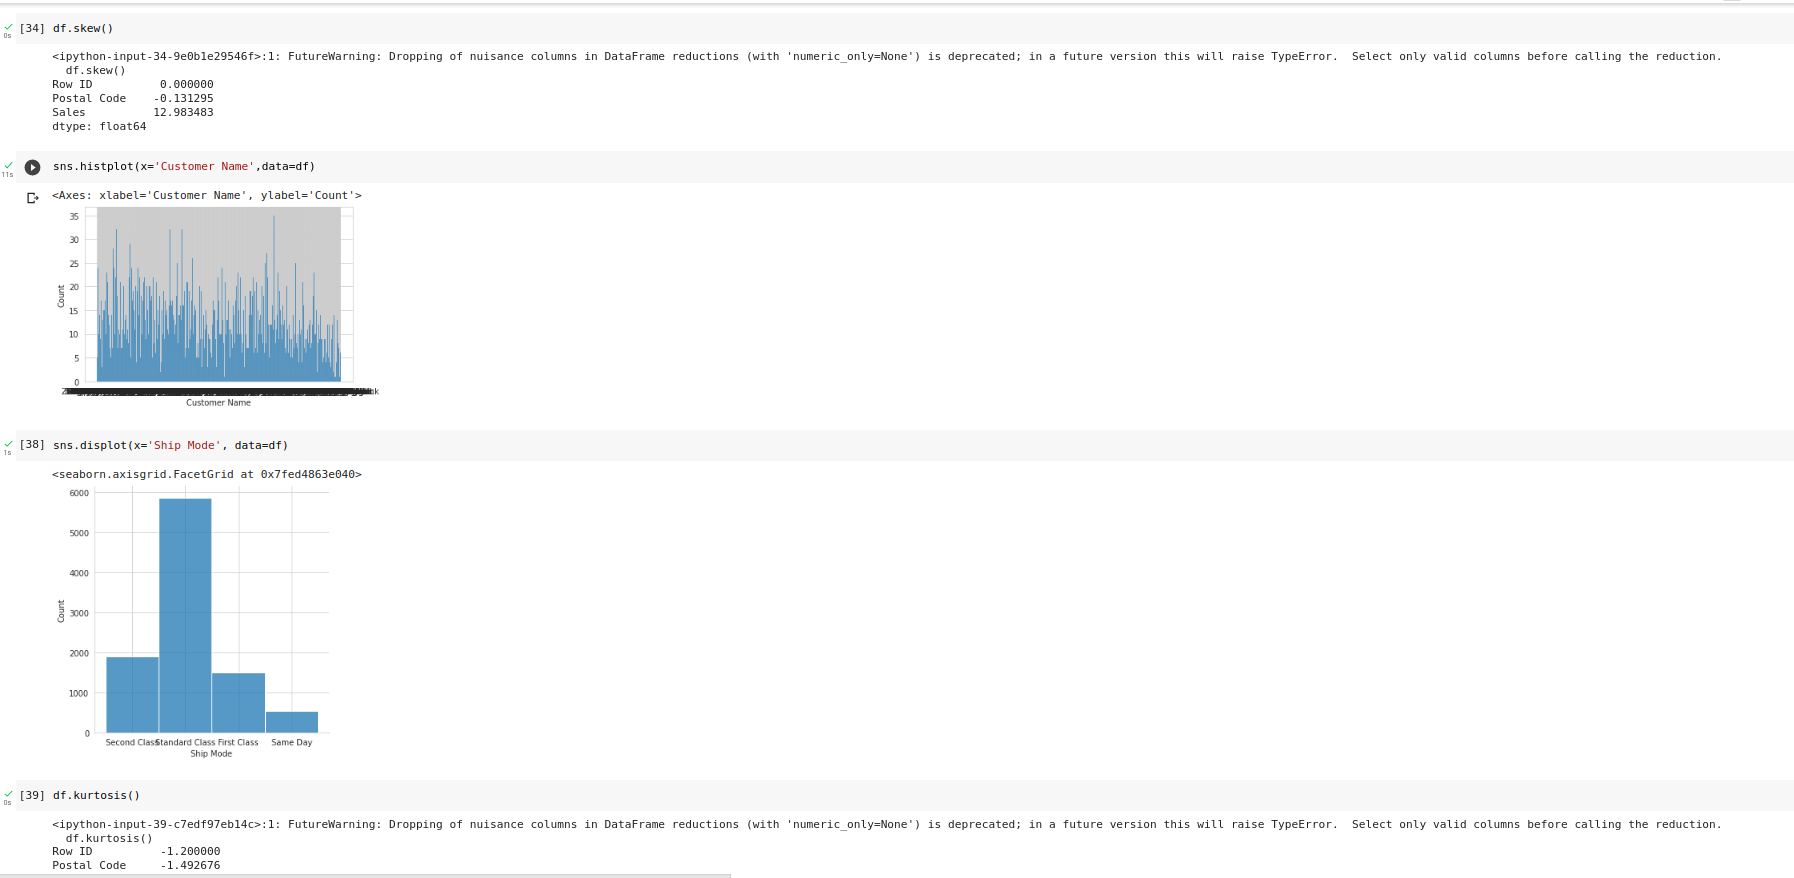 [34] df.skew()
0s
<ipython-input-34-9e0b1e29546f>:1: FutureWarning: Dropping of nuisance columns in DataFrame reductions (with 'numeric_only=None') is deprecated; in a future version this will raise TypeError.  Select only valid columns before calling the reduction.
df.skew()
Row ID 0.000000
Postal Code -0.131295
Sales 12.983483
dtype: float64
sns.histplot(x='Customer Name',data=df)
11s
<Axes: xlabel='Customer Name', ylabel='Count'>
35
30
25
20
15
10
5
0
Count
Customer Name
[38] sns.displot(x='Ship Mode', data=df)
1s
<seaborn.axisgrid.FacetGrid at 0x7fed4863e040>
6000
5000
4000
3000
2000
1000
0
Count
Second Class Standard Class First Class Same Day
Ship Mode
[39] df.kurtosis()
0s
<ipython-input-39-c7edf97eb14c>:1: FutureWarning: Dropping of nuisance columns in DataFrame reductions (with 'numeric_only=None') is deprecated; in a future version this will raise TypeError.  Select only valid columns before calling the reduction.
df.kurtosis()
Row ID -1.200000
Postal Code -1.492676